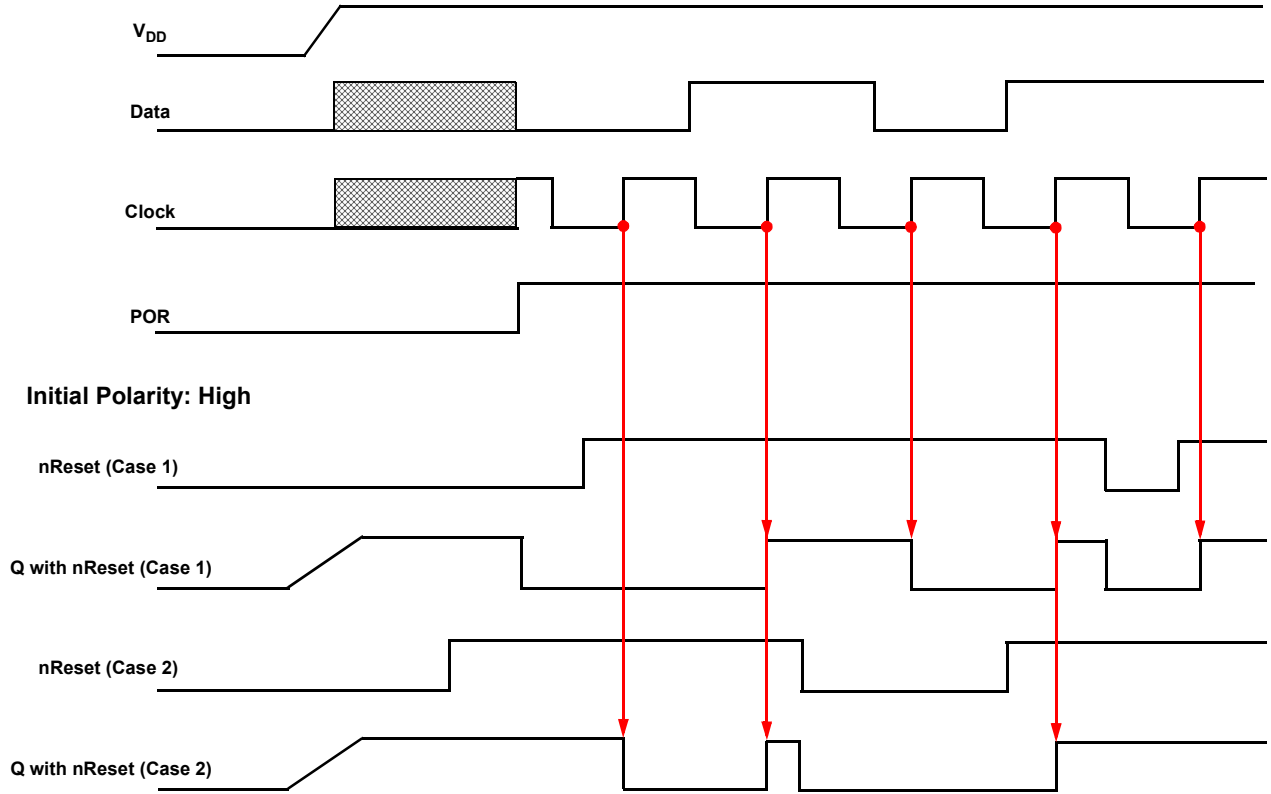 VDD
Data
Clock
POR
Initial Polarity: High
nReset (Case 1)
Q with nReset (Case 1)
nReset (Case 2)
Q with nReset (Case 2)